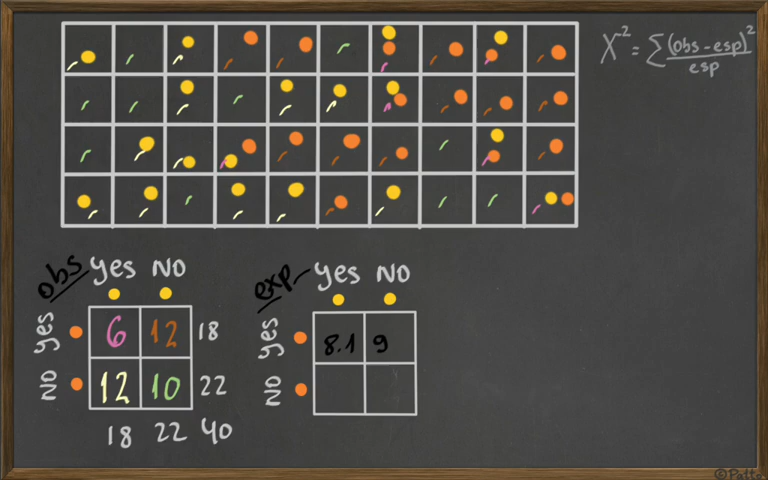 X² = Σ (obs-esp)²
esp
obs yes NO
yes 6 12 18
NO 12 10 22
18 22 40
exp yes NO
yes 8.1 9
NO